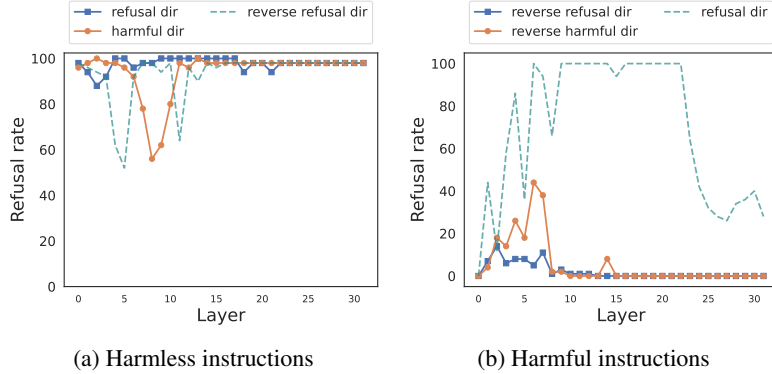 refusal dir
reverse refusal dir
harmful dir
100
80
60
40
20
0
Refusal rate
0
5
10
15
20
25
30
Layer
(a) Harmless instructions
reverse refusal dir
refusal dir
reverse harmful dir
100
80
60
40
20
0
Refusal rate
0
5
10
15
20
25
30
Layer
(b) Harmful instructions